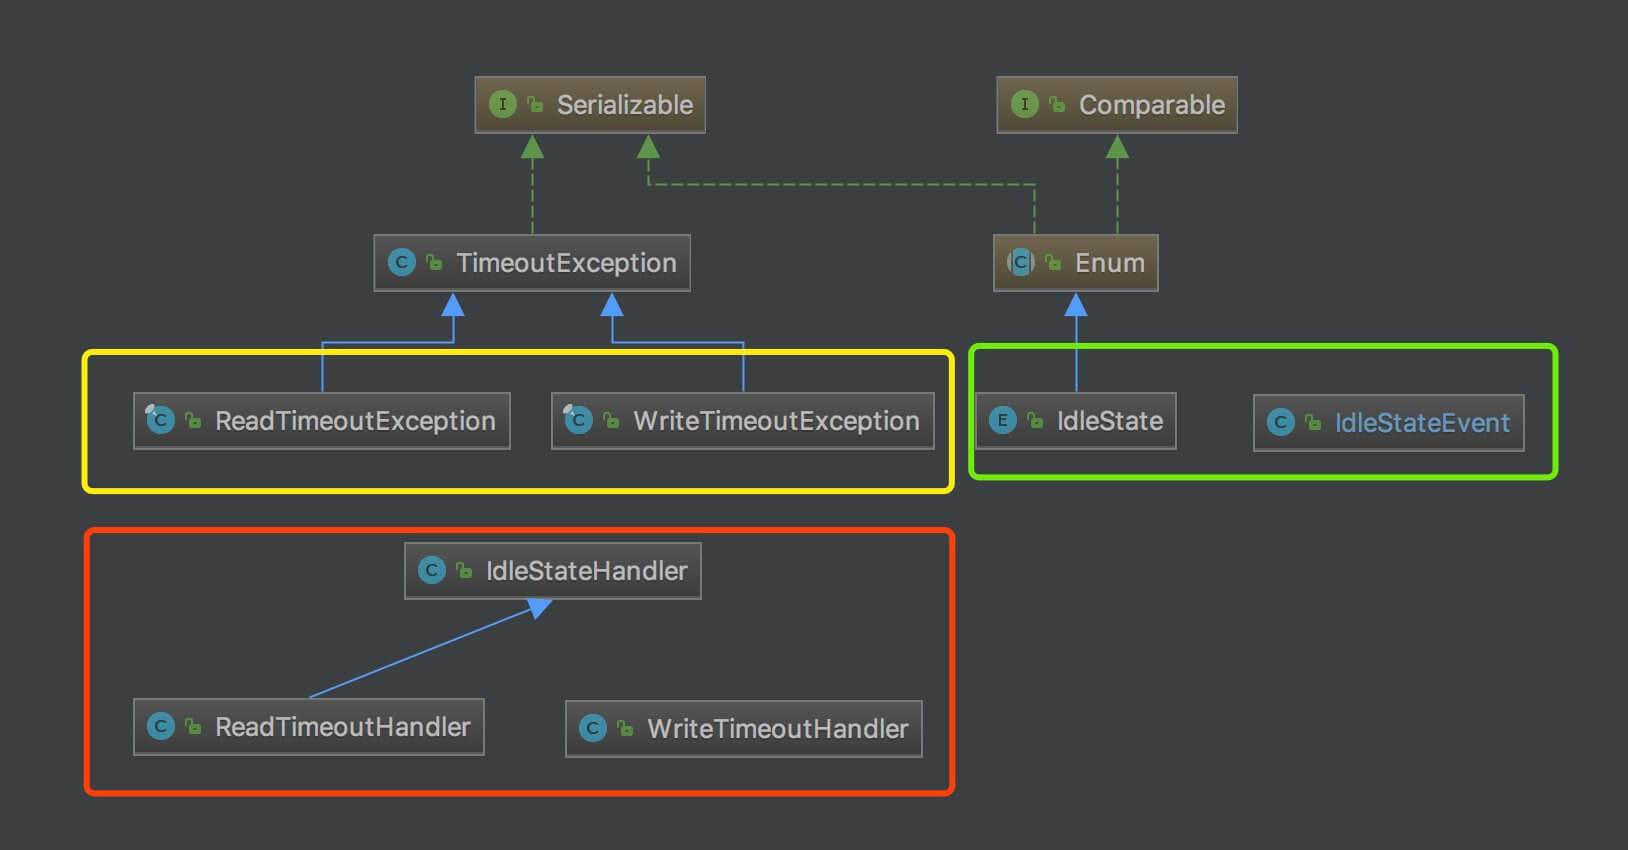 I Serializable
I Comparable
C TimeoutException
C Enum
C ReadTimeoutException
C WriteTimeoutException
E IdleState
C IdleStateEvent
C IdleStateHandler
C ReadTimeoutHandler
C WriteTimeoutHandler